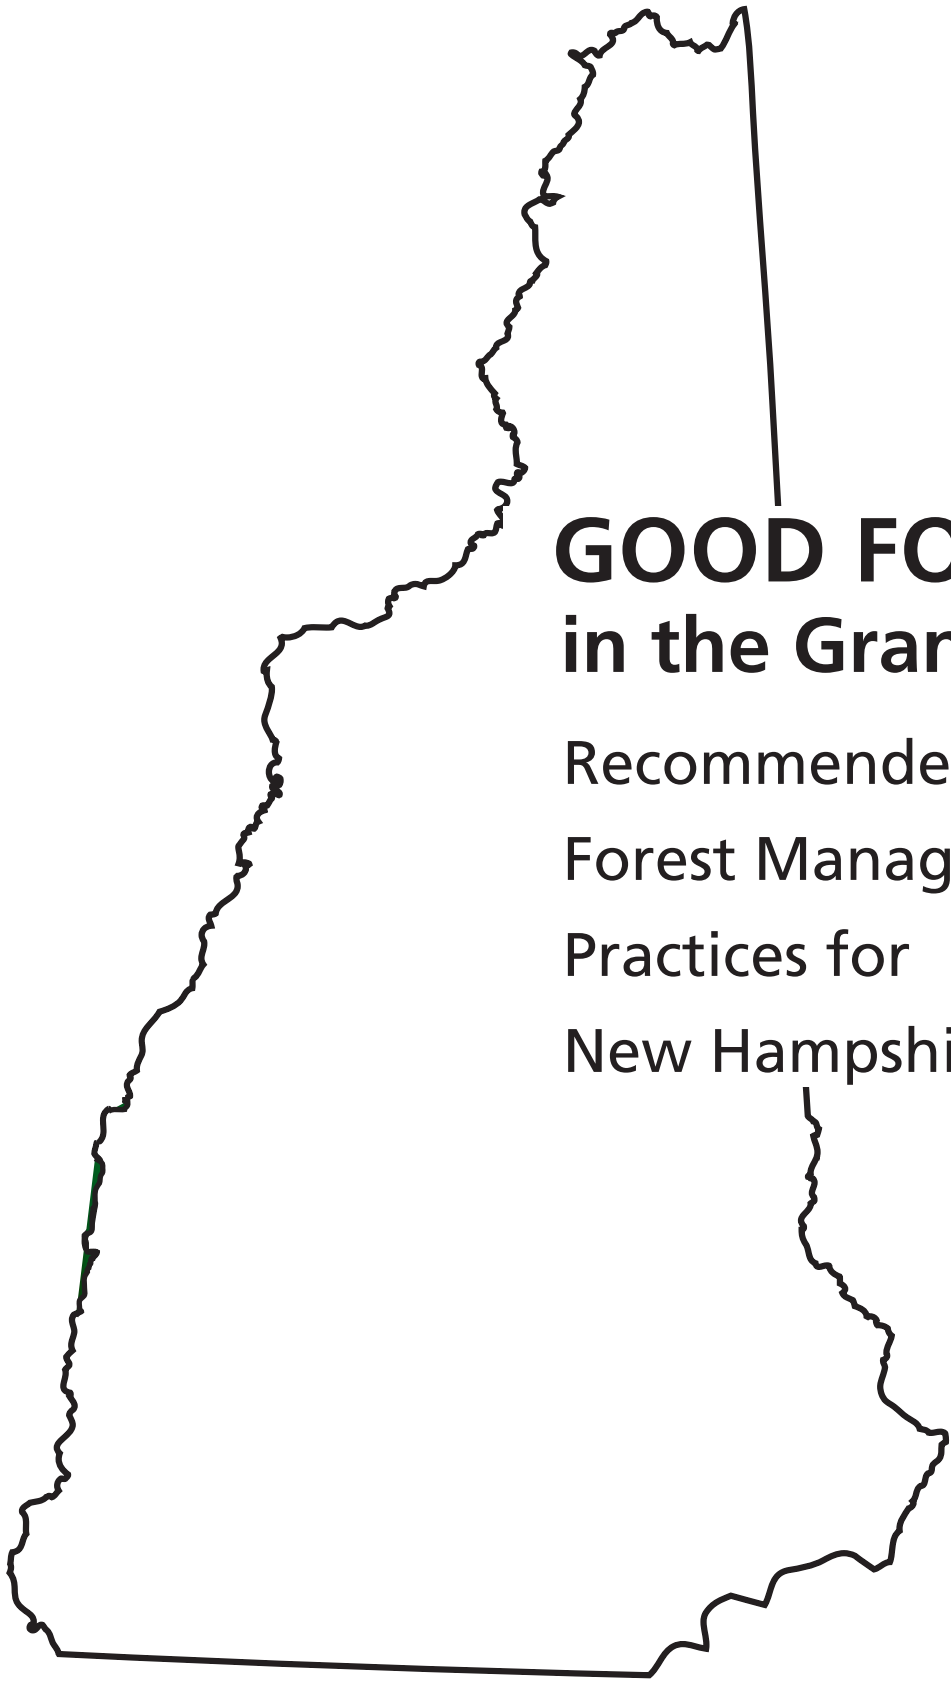 GOOD FO
in the Gran
Recommende
Forest Manag
Practices for
New Hampshi